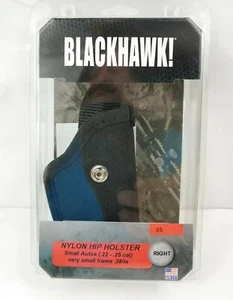 BLACKHAWK!
05
NYLON HIP HOLSTER
Small Autos (.22 - .25 cal)
very small frame .380s
RIGHT